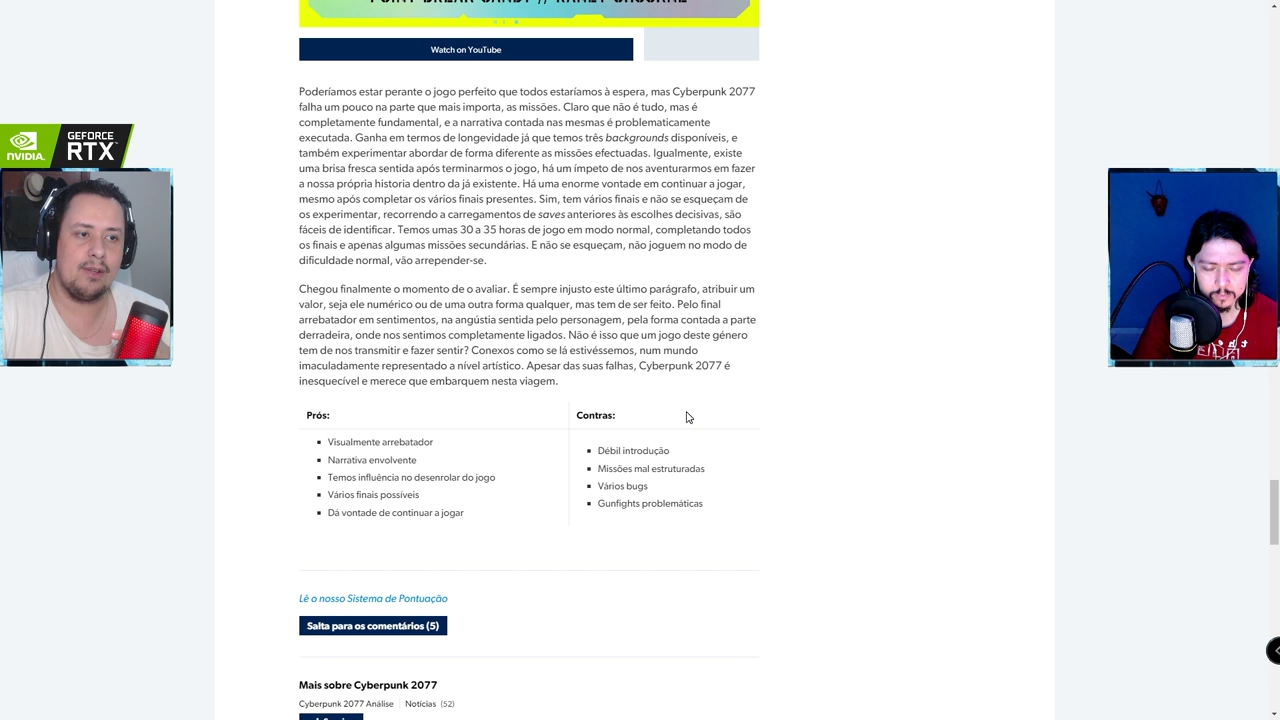 Watch on YouTube
Poderíamos estar perante o jogo perfeito que todos estaríamos à espera, mas Cyberpunk 2077
falha um pouco na parte que mais importa, as missões. Claro que não é tudo, mas é
completamente fundamental, e a narrativa contada nas mesmas é problematicamente
executada. Ganha em termos de longevidade já que temos três backgrounds disponíveis, e
também experimentar abordar de forma diferente as missões efectuadas. Igualmente, existe
uma brisa fresca sentida após terminarmos o jogo, há um ímpeto de nos aventurarmos em fazer
a nossa própria historia dentro da já existente. Há uma enorme vontade em continuar a jogar,
mesmo após completar os vários finais presentes. Sim, tem vários finais e não se esqueçam de
os experimentar, recorrendo a carregamentos de saves anteriores às escolhes decisivas, são
fáceis de identificar. Temos umas 30 a 35 horas de jogo em modo normal, completando todos
os finais e apenas algumas missões secundárias. E não se esqueçam, não joguem no modo de
dificuldade normal, vão arrepender-se.
NVIDIA.
GEFORCE
RTX
Chegou finalmente o momento de o avaliar. É sempre injusto este último parágrafo, atribuir um
valor, seja ele numérico ou de uma outra forma qualquer, mas tem de ser feito. Pelo final
arrebatador em sentimentos, na angústia sentida pelo personagem, pela forma contada a parte
derradeira, onde nos sentimos completamente ligados. Não é isso que um jogo deste género
tem de nos transmitir e fazer sentir? Conexos como se lá estivéssemos, num mundo
imaculadamente representado a nível artístico. Apesar das suas falhas, Cyberpunk 2077 é
inesquecível e merece que embarquem nesta viagem.
Prós:
Visualmente arrebatador
Narrativa envolvente
Temos influência no desenrolar do jogo
Vários finais possíveis
Dá vontade de continuar a jogar
Contras:
Débil introdução
Missões mal estruturadas
Vários bugs
Gunfights problemáticas
Lê o nosso Sistema de Pontuação
Salta para os comentários (5)
Mais sobre Cyberpunk 2077
Cyberpunk 2077 Análise
Notícias (52)